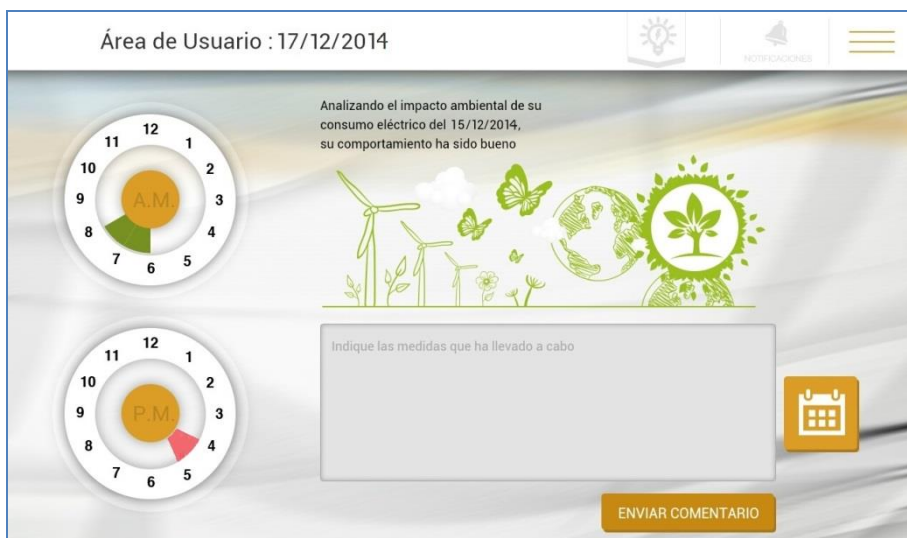 Área de Usuario : 17/12/2014
NOTIFICACIONES
Analizando el impacto ambiental de su
consumo eléctrico del 15/12/2014,
su comportamiento ha sido bueno
12
11
1
10
2
9
A.M.
3
8
4
7
6
5
Indique las medidas que ha llevado a cabo
12
11
1
10
2
9
P.M.
3
8
4
7
6
5
ENVIAR COMENTARIO